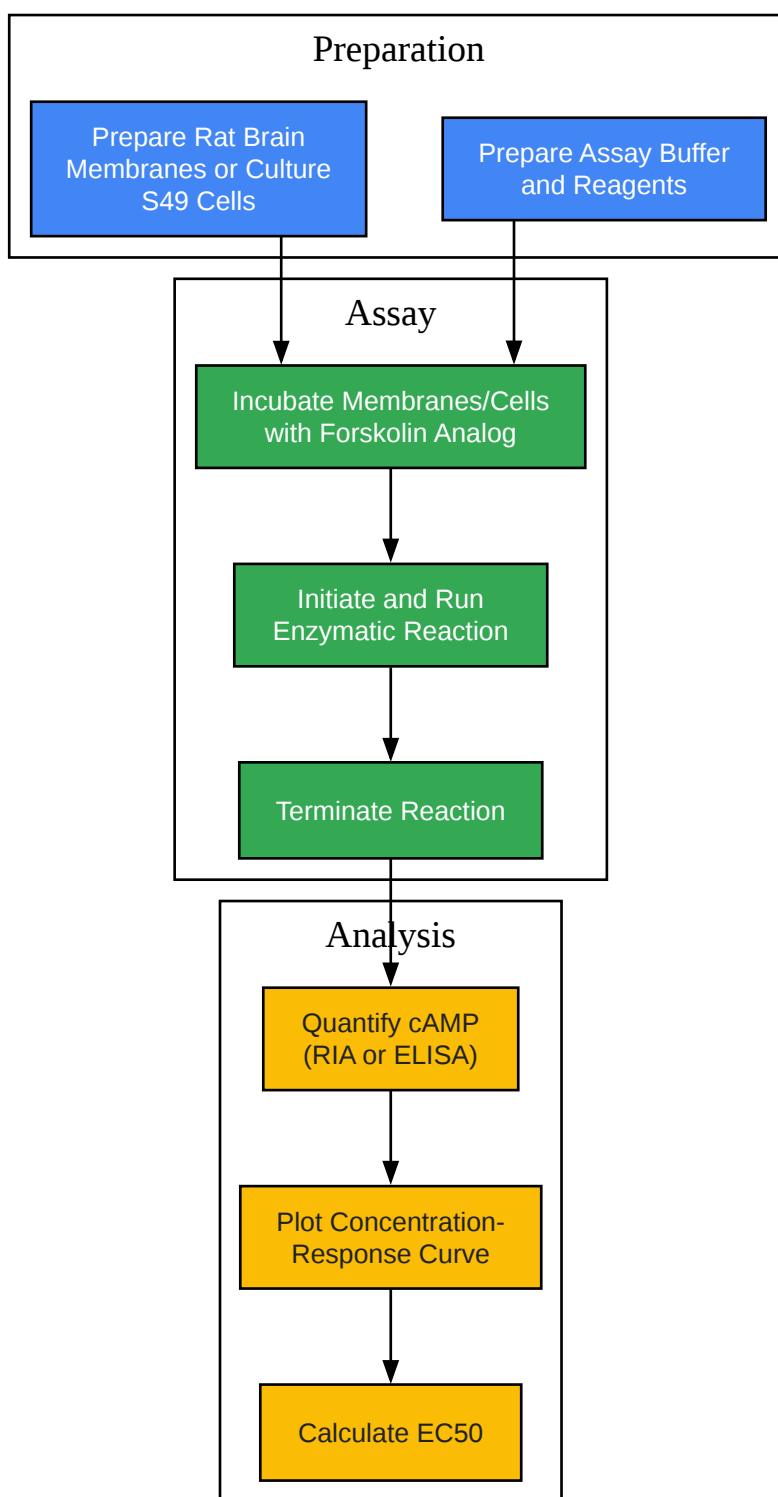 Preparation
Prepare Rat Brain
Membranes or Culture
S49 Cells
Prepare Assay Buffer
and Reagents
Assay
Incubate Membranes/Cells
with Forskolin Analog
Initiate and Run
Enzymatic Reaction
Terminate Reaction
Analysis
Quantify cAMP
(RIA or ELISA)
Plot Concentration-
Response Curve
Calculate EC50